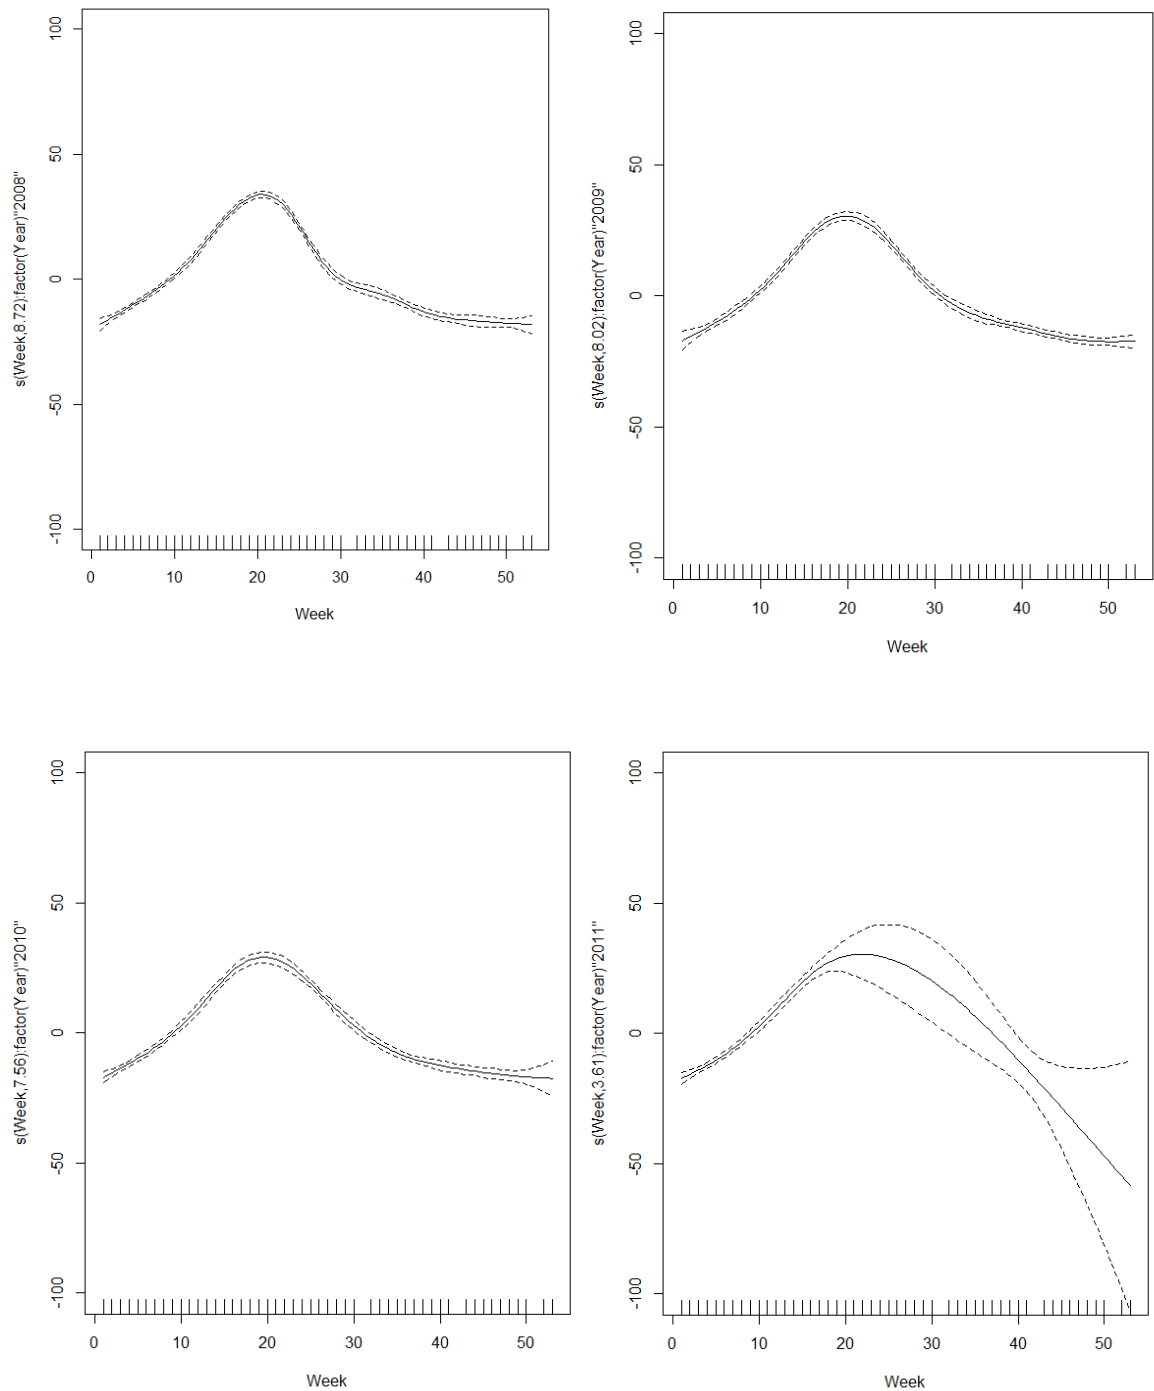 s(Week,8.72):factor(Year)"2008"
100
50
0
-50
-100
0 10 20 30 40 50
Week
s(Week,8.02):factor(Year)"2009"
100
50
0
-50
-100
0 10 20 30 40 50
Week
s(Week,7.56):factor(Year)"2010"
100
50
0
-50
-100
0 10 20 30 40 50
Week
s(Week,3.61):factor(Year)"2011"
100
50
0
-50
-100
0 10 20 30 40 50
Week